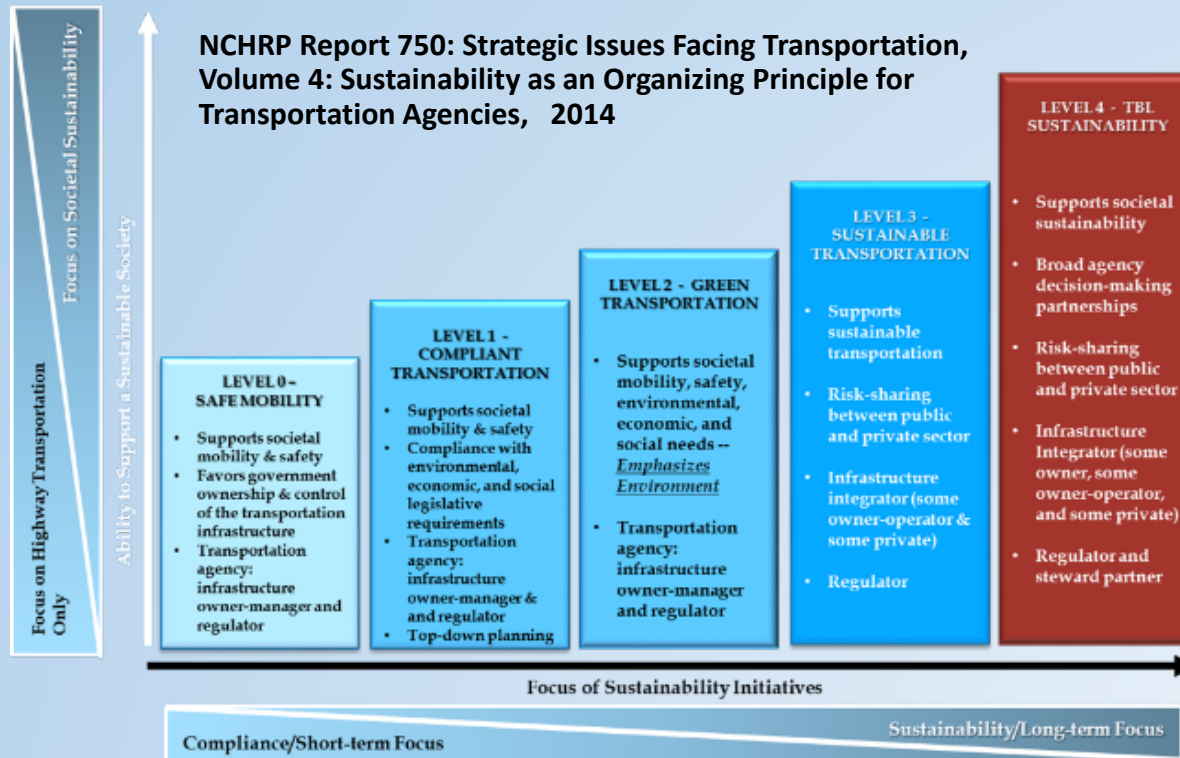 NCHRP Report 750: Strategic Issues Facing Transportation,
Volume 4: Sustainability as an Organizing Principle for
Transportation Agencies, 2014
Focus on Societal Sustainability
Focus on Highway Transportation
Only
Ability to Support a Sustainable Society
LEVEL 0 –
SAFE MOBILITY
• Supports societal
mobility & safety
• Favors government
ownership & control
of the transportation
infrastructure
• Transportation
agency:
infrastructure
owner-manager and
regulator
LEVEL 1 -
COMPLIANT
TRANSPORTATION
• Supports societal
mobility & safety
• Compliance with
environmental,
economic, and social
legislative
requirements
• Transportation
agency:
infrastructure
owner-manager &
and regulator
• Top-down planning
LEVEL 2 - GREEN
TRANSPORTATION
• Supports societal
mobility, safety,
environmental,
economic, and
social needs --
Emphasizes
Environment
• Transportation
agency:
infrastructure
owner-manager
and regulator
LEVEL 3 -
SUSTAINABLE
TRANSPORTATION
• Supports
sustainable
transportation
• Risk-sharing
between public
and private sector
• Infrastructure
integrator (some
owner-operator &
some private)
• Regulator
LEVEL 4 - TBL
SUSTAINABILITY
• Supports societal
sustainability
• Broad agency
decision-making
partnerships
• Risk-sharing
between public
and private sector
• Infrastructure
Integrator (some
owner, some
owner-operator,
and some private)
• Regulator and
steward partner
Focus of Sustainability Initiatives
Compliance/Short-term Focus
Sustainability/Long-term Focus